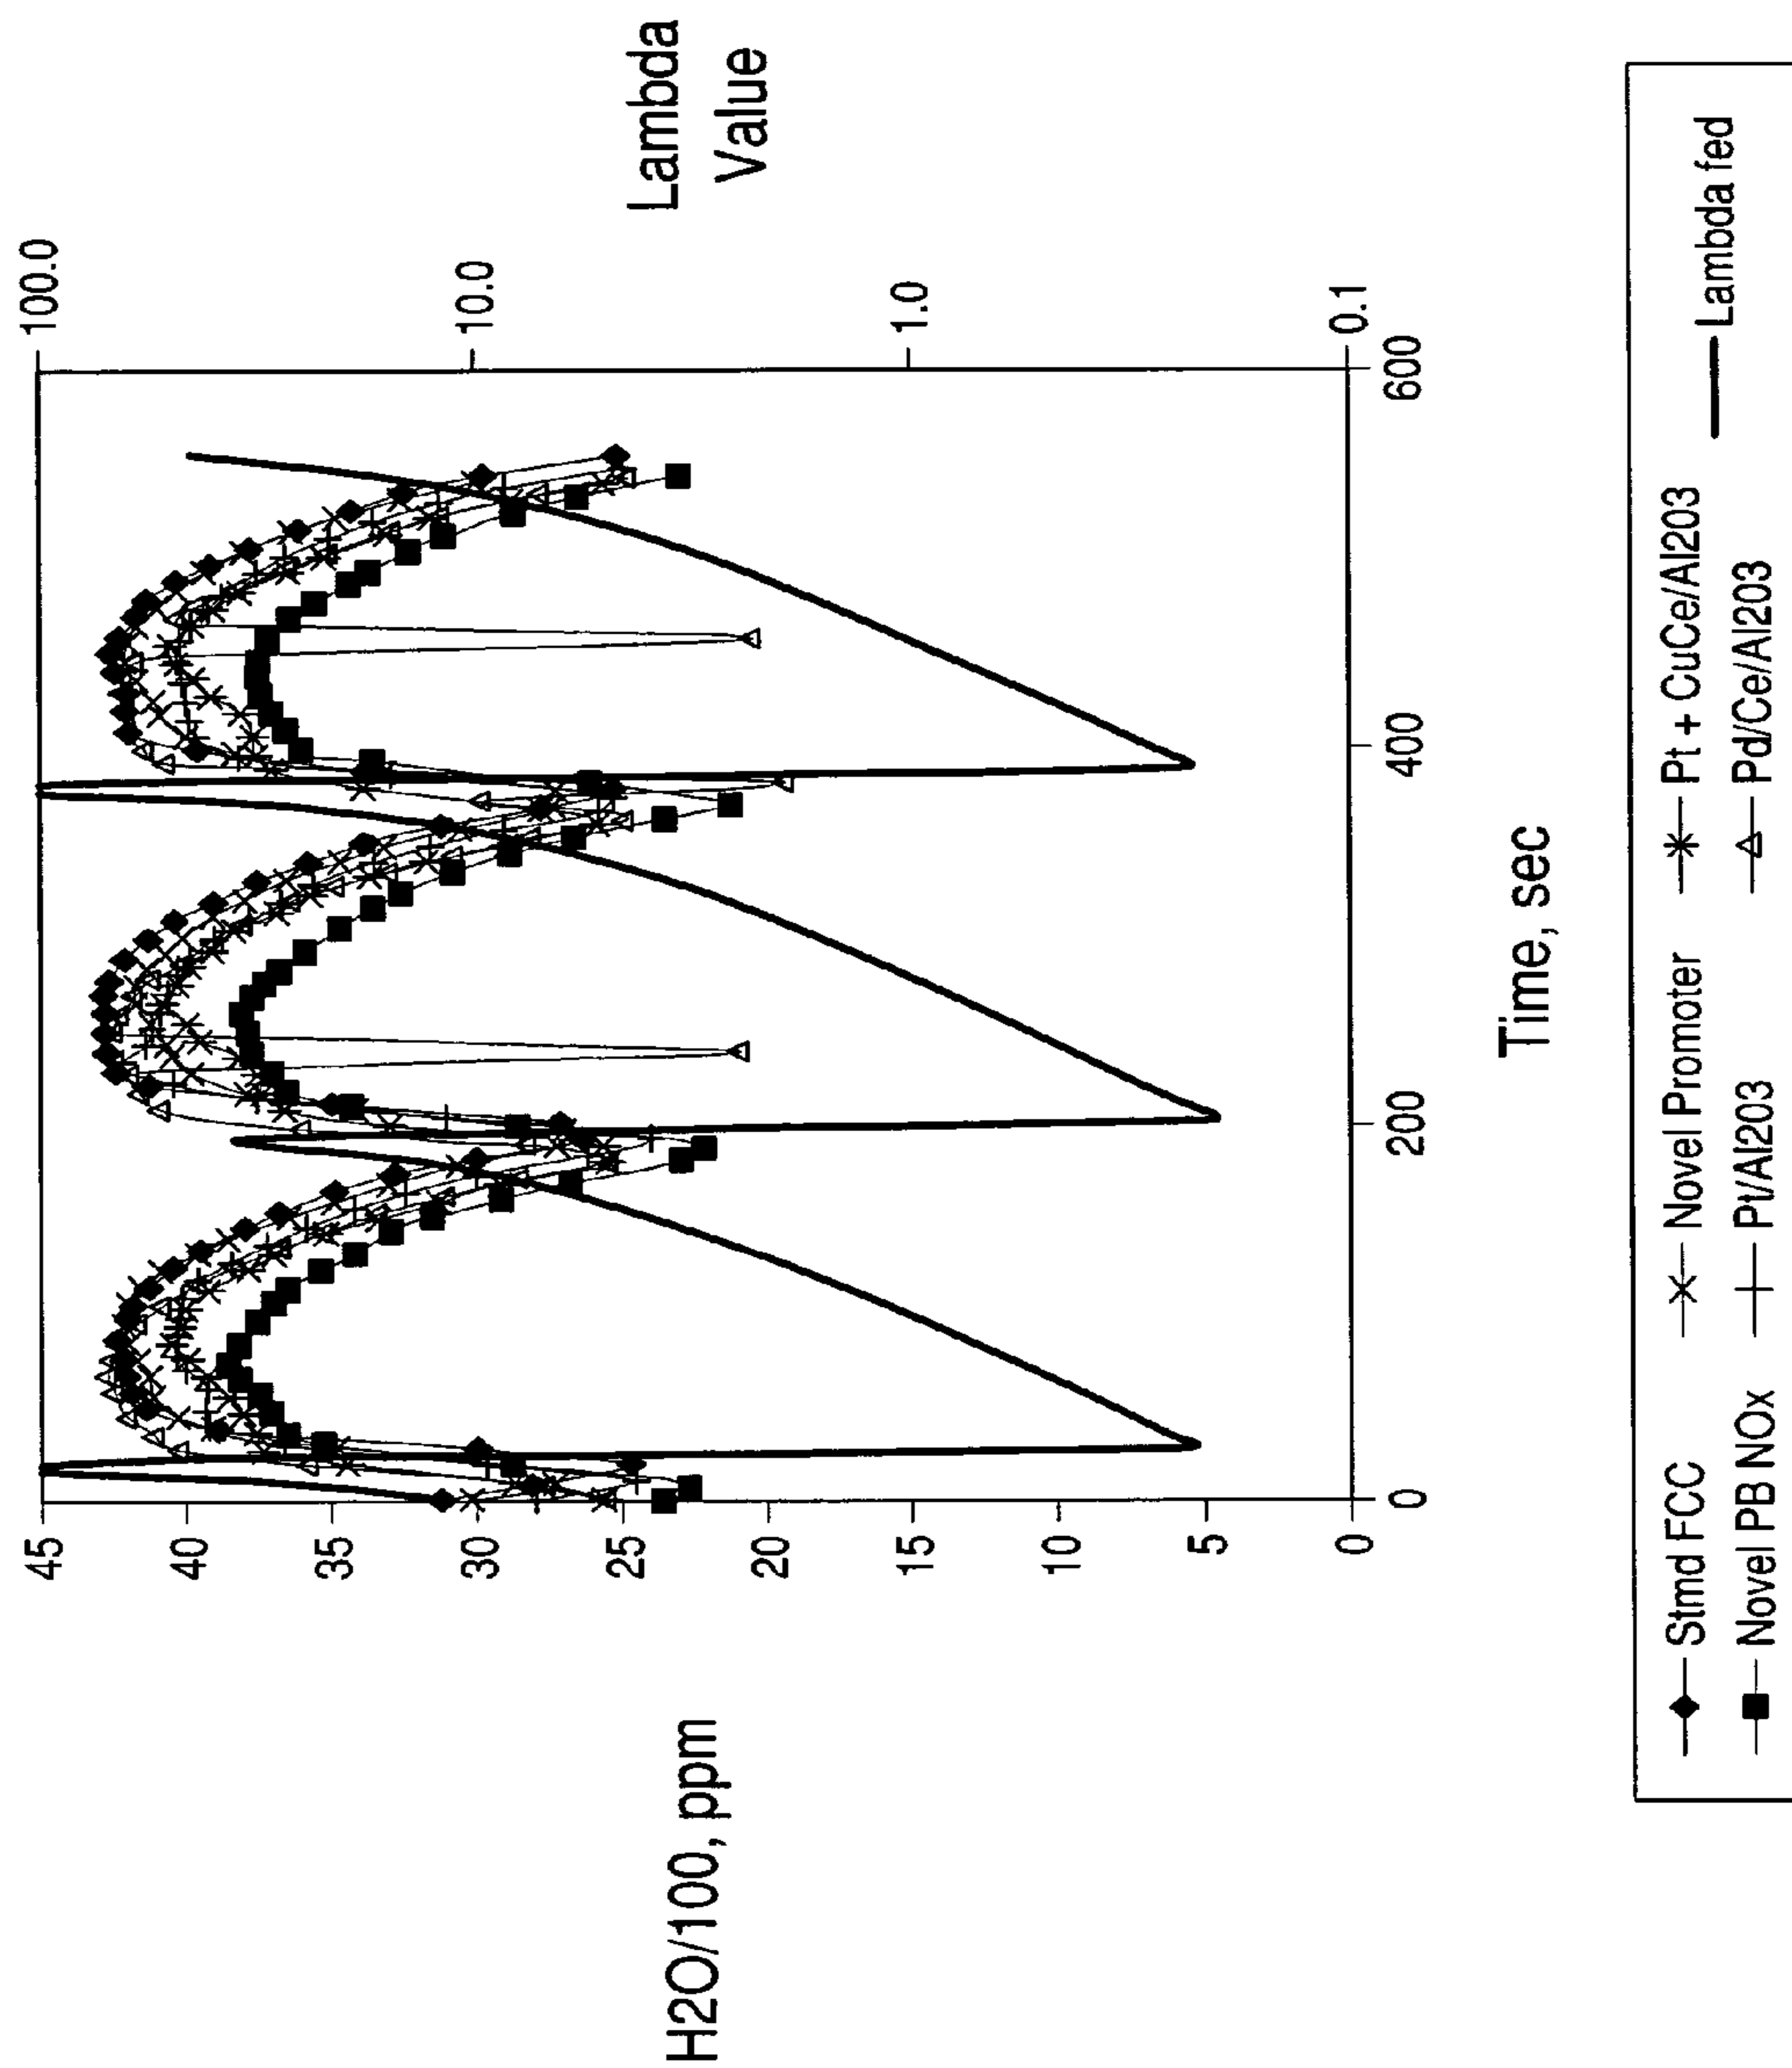 H2O/100, ppm
45
40
35
30
25
20
15
10
5
0
0
200
400
600
Time, sec
100.0
10.0
1.0
0.1
Lambda
Value
Stmd FCC
Novel Promoter
Pt + CuCe/Al203
Lambda fed
Novel PB NOx
Pt/Al203
Pd/Ce/Al203